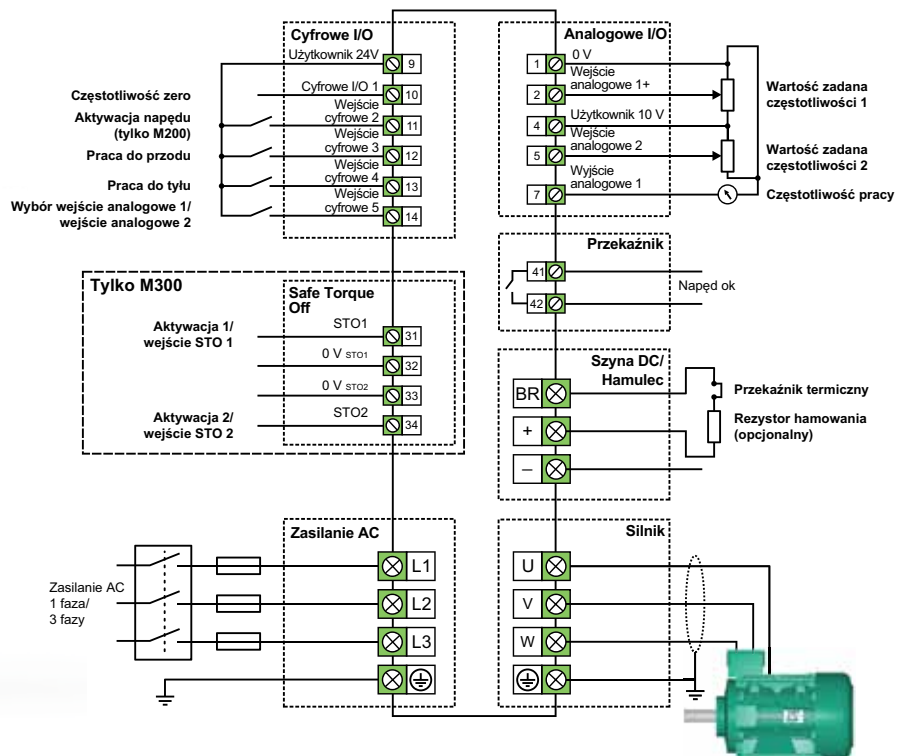 Cyfrowe I/O
Użytkownik 24V
9
Częstotliwość zero
Cyfrowe I/O 1
10
Aktywacja napędu
(tylko M200)
Wejście
cyfrowe 2
11
Praca do przodu
Wejście
cyfrowe 3
12
Praca do tyłu
Wejście
cyfrowe 4
13
Wybór wejście analogowe 1/
wejście analogowe 2
Wejście
cyfrowe 5
14
Analogowe I/O
1
0 V
2
Wejście
analogowe 1+
Wartość zadana
częstotliwości 1
4
Użytkownik 10 V
5
Wejście
analogowe 2
Wartość zadana
częstotliwości 2
7
Wyjście
analogowe 1
Częstotliwość pracy
Przekaźnik
41
42
Napęd ok
Tylko M300
Safe Torque
Off
Aktywacja 1/
wejście STO 1
STO1
31
0 V STO1
32
0 V STO2
33
Aktywacja 2/
wejście STO 2
STO2
34
Szyna DC/
Hamulec
BR
+
–
Przekaźnik termiczny
Rezystor hamowania
(opcjonalny)
Zasilanie AC
Zasilanie AC
1 faza/
3 fazy
L1
L2
L3
Silnik
U
V
W